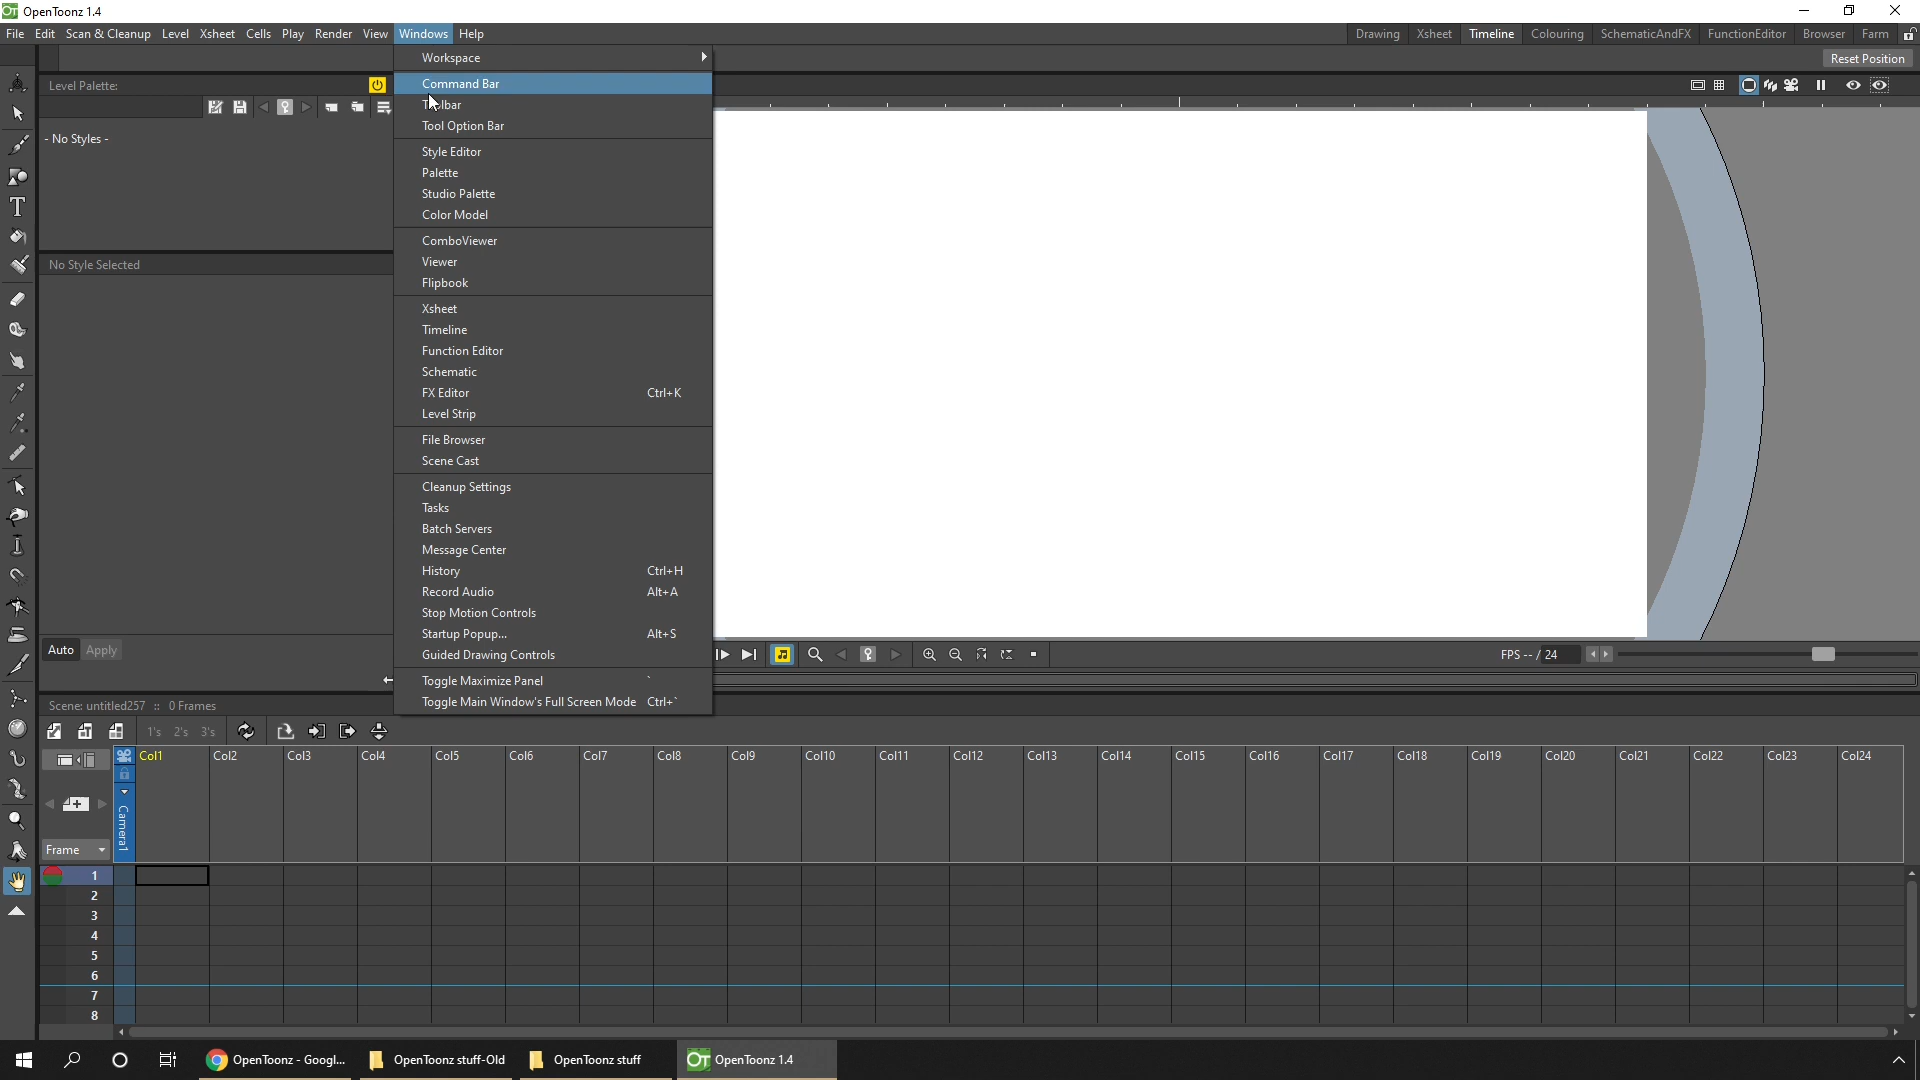 OpenToonz 1.4
File Edit Scan & Cleanup Level Xsheet Cells Play Render View Windows Help
Drawing Xsheet Timeline Colouring SchematicAndFX FunctionEditor Browser Farm
Reset Position
Level Palette:
- No Styles -
No Style Selected
Auto Apply
Workspace
Command Bar
Tool Option Bar
Style Editor
Palette
Studio Palette
Color Model
ComboViewer
Viewer
Flipbook
Xsheet
Timeline
Function Editor
Schematic
FX Editor Ctrl+K
Level Strip
File Browser
Scene Cast
Cleanup Settings
Tasks
Batch Servers
Message Center
History Ctrl+H
Record Audio Alt+A
Stop Motion Controls
Startup Popup... Alt+S
Guided Drawing Controls
Toggle Maximize Panel `
Toggle Main Window's Full Screen Mode Ctrl+`
FPS -- / 24
Scene: untitled257 :: 0 Frames
1's 2's 3's
Col1 Col2 Col3 Col4 Col5 Col6 Col7 Col8 Col9 Col10 Col11 Col12 Col13 Col14 Col15 Col16 Col17 Col18 Col19 Col20 Col21 Col22 Col23 Col24
Camera1
Frame
1
2
3
4
5
6
7
8
OpenToonz - Googl... OpenToonz stuff-Old OpenToonz stuff OpenToonz 1.4